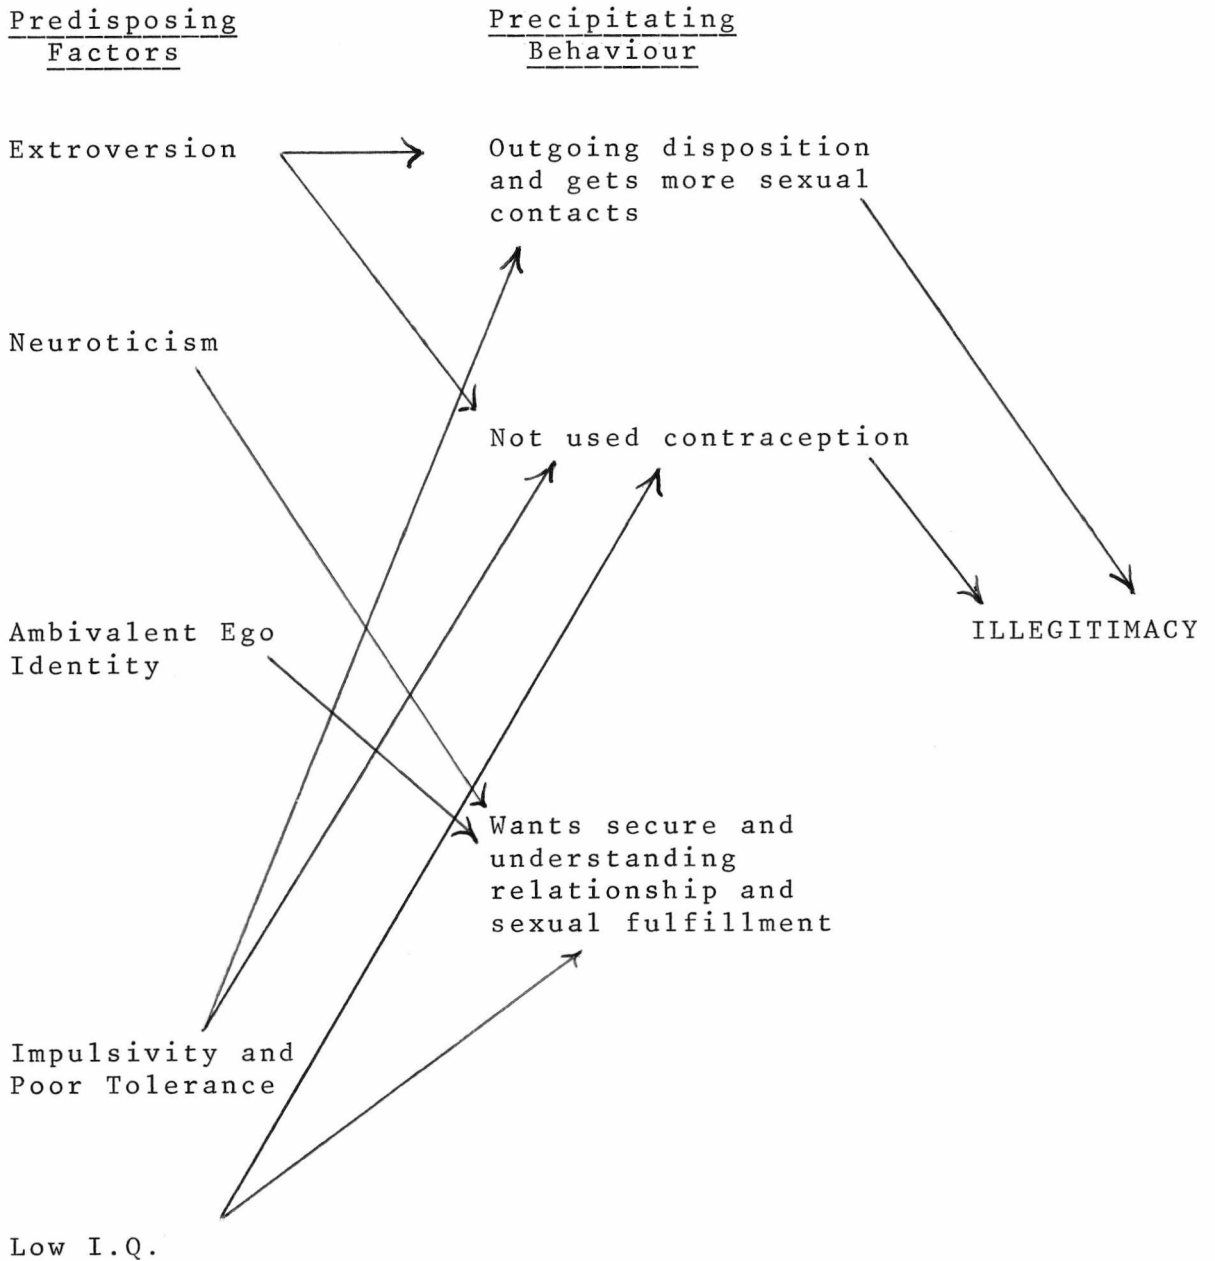 Predisposing
Factors
Precipitating
Behaviour
Extroversion
Outgoing disposition
and gets more sexual
contacts
Neuroticism
Not used contraception
Ambivalent Ego
Identity
ILLEGITIMACY
Wants secure and
understanding
relationship and
sexual fulfillment
Impulsivity and
Poor Tolerance
Low I.Q.